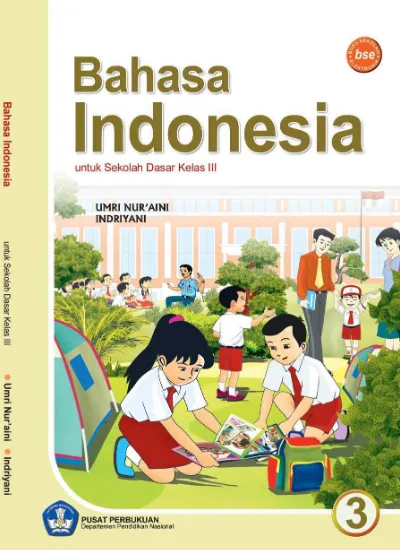 Bahasa
Indonesia
untuk Sekolah Dasar Kelas III
UMRI NUR'AINI
INDRIYANI
bse
3
PUSAT PERBUKUAN
Departemen Pendidikan Nasional
Bahasa Indonesia
untuk Sekolah Dasar Kelas III
Umri Nur'aini
Indriyani